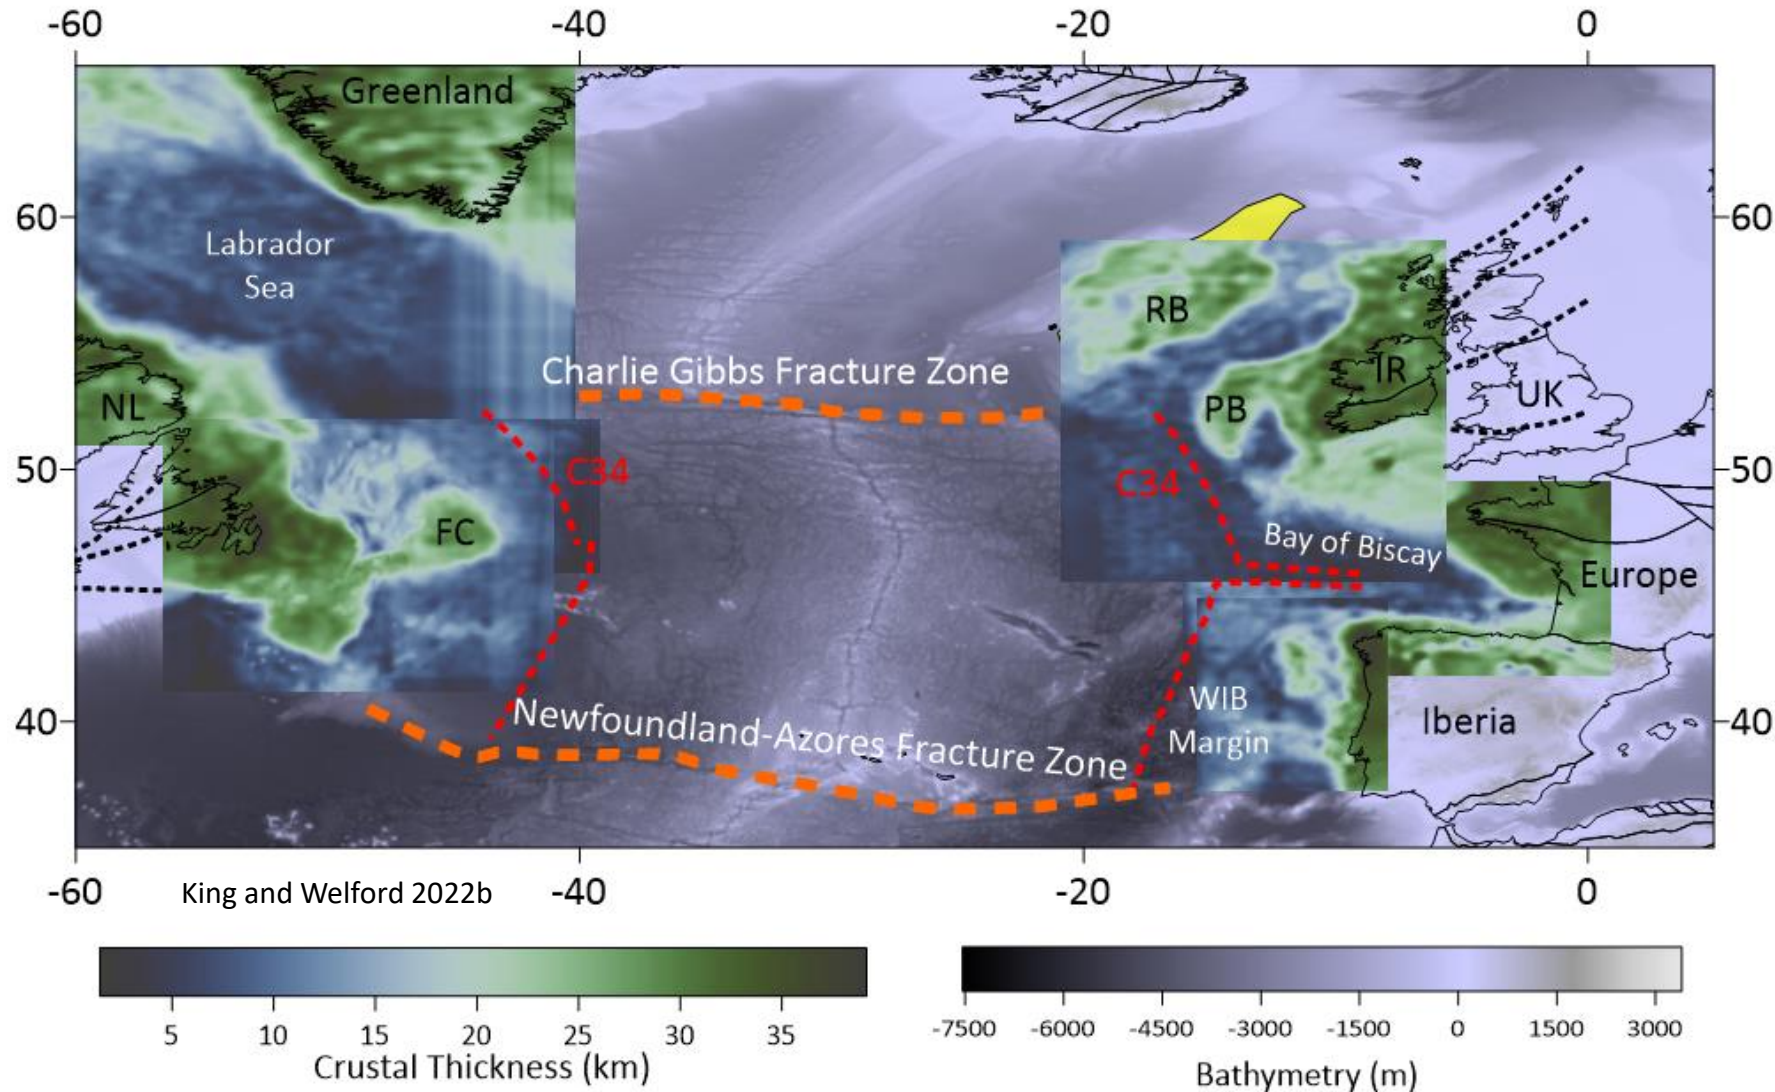 -60 -40 -20 0
Greenland
60 60
Labrador
Sea
RB
Charlie Gibbs Fracture Zone
IR
NL
PB
UK
50 50
C34
C34
FC
Bay of Biscay
Europe
WIB
Margin
40 40
Newfoundland-Azores Fracture Zone
Iberia
-60 -40 -20 0
King and Welford 2022b
5 10 15 20 25 30 35
Crustal Thickness (km)
-7500 -6000 -4500 -3000 -1500 0 1500 3000
Bathymetry (m)